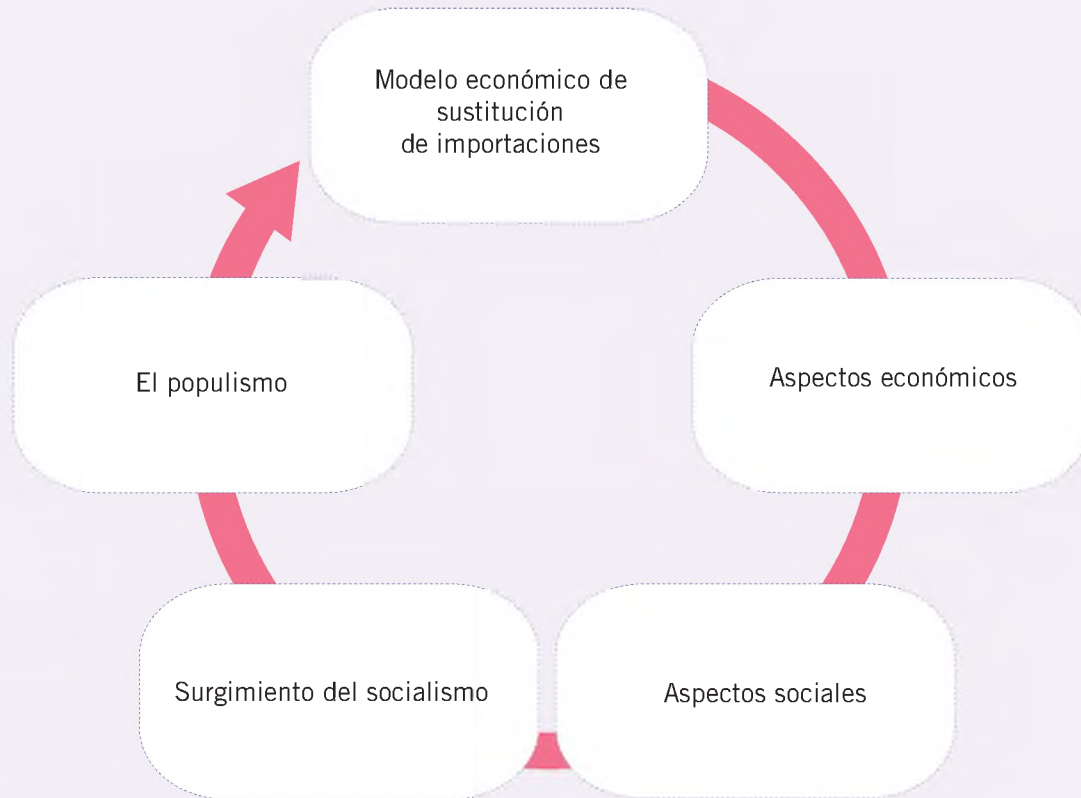 Modelo económico de
sustitución
de importaciones
Aspectos económicos
Aspectos sociales
Surgimiento del socialismo
El populismo